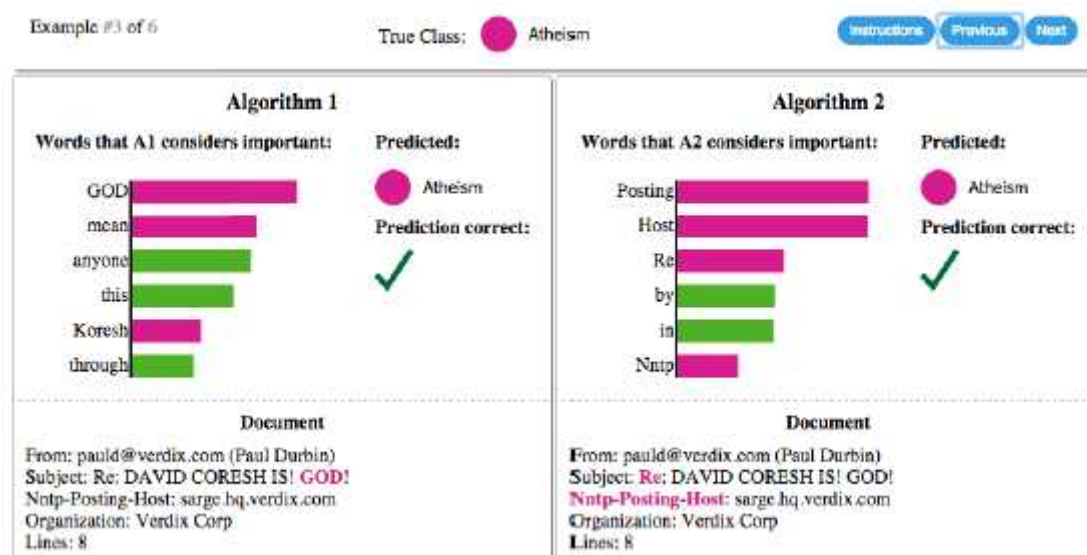 Example #3 of 6
True Class: Atheism
Instructions Previous Next
Algorithm 1
Words that A1 considers important:
Predicted:
GOD
mean
anyone
this
Koresh
through
Atheism
Prediction correct:
Document
From: pauld@verdix.com (Paul Durbin)
Subject: Re: DAVID CORESH IS! GOD!
Nntp-Posting-Host: sarge.hq.verdix.com
Organization: Verdix Corp
Lines: 8
Algorithm 2
Words that A2 considers important:
Predicted:
Posting
Host
Re
by
in
Nntp
Atheism
Prediction correct:
Document
From: pauld@verdix.com (Paul Durbin)
Subject: Re: DAVID CORESH IS! GOD!
Nntp-Posting-Host: sarge.hq.verdix.com
Organization: Verdix Corp
Lines: 8